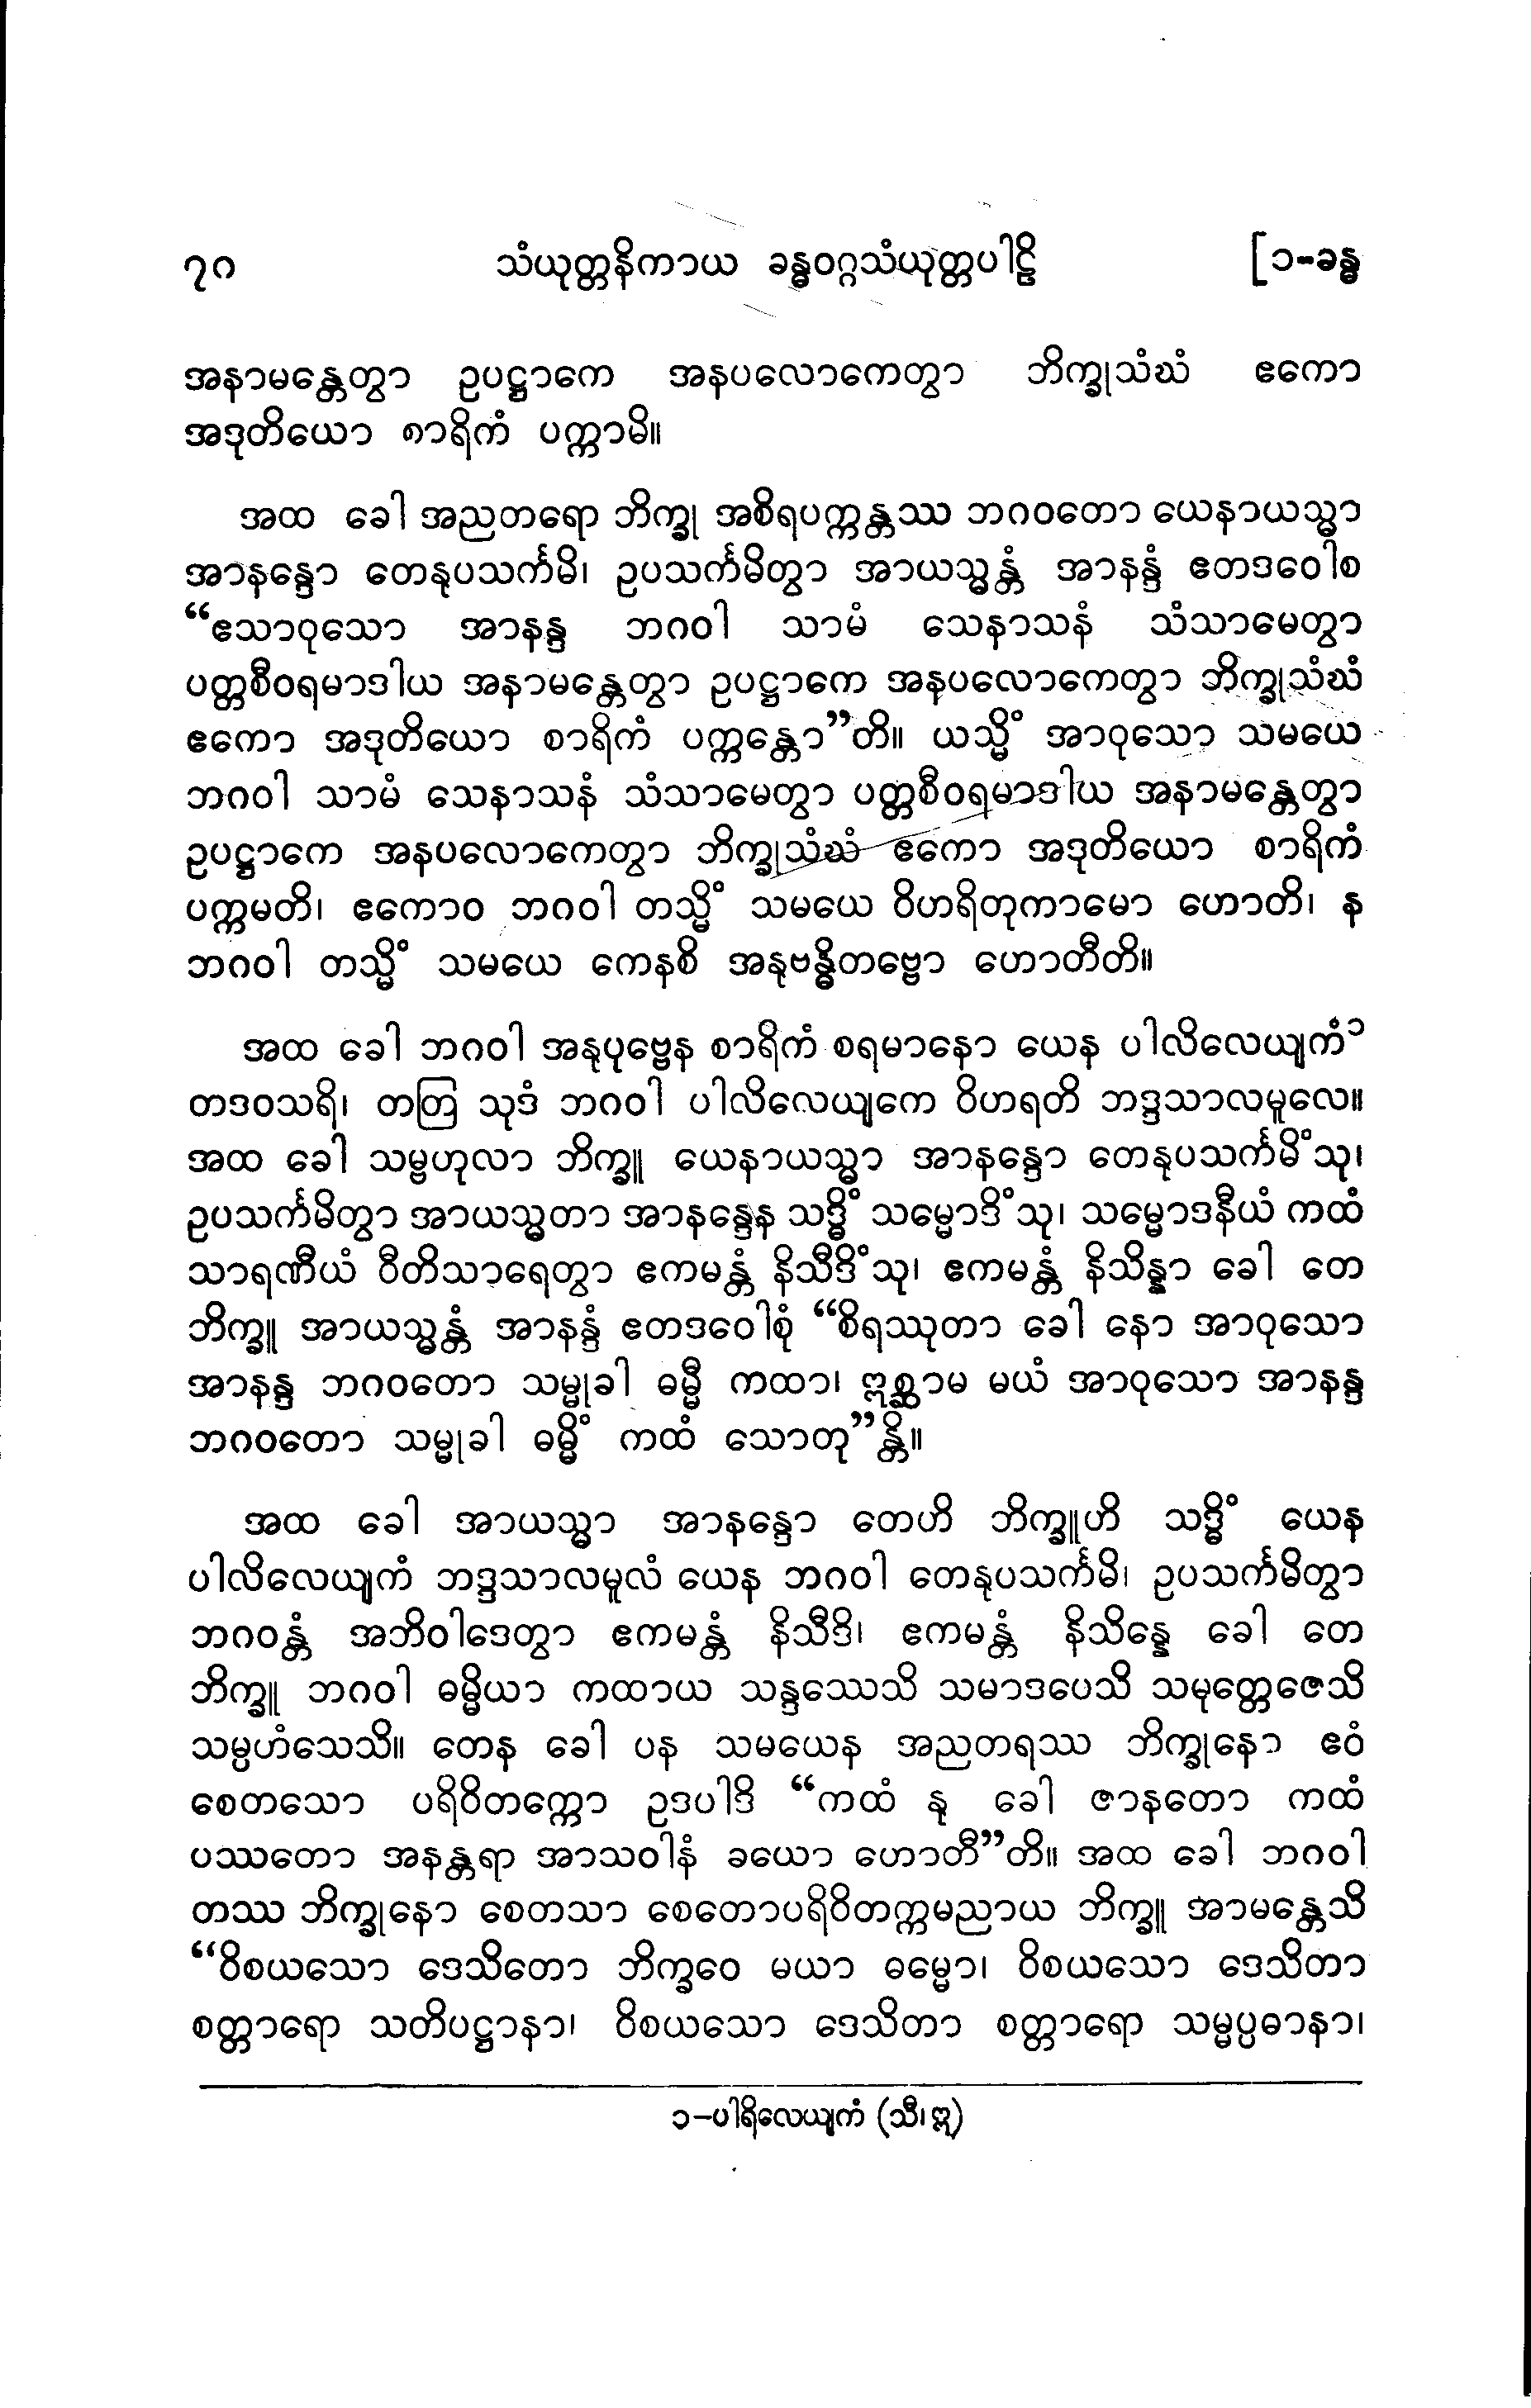 ၇၀ သံယုတ္တနိကာယ ခန္ဓဝဂ္ဂသံယုတ္တပါဠိ [၁-ခန္ဓ
အနာမန္တေတွာ ဥပဋ္ဌာကေ အနပလောကေတွာ ဘိက္ခုသံဃံ ဧကော
အဒုတိယော စာရိကံ ပက္ကာမိ။
အထ ခေါ အညတရော ဘိက္ခု အစိရပက္ကန္တဿ ဘဂဝတော ယေနာယသ္မာ
အာနန္ဒော တေနုပသင်္ကမိ၊ ဥပသင်္ကမိတွာ အာယသ္မန္တံ အာနန္ဒံ ဧတဒဝေါစ
“ဧသာဝုသော အာနန္ဒ ဘဂဝါ သာမံ သေနာသနံ သံသာမေတွာ
ပတ္တစီဝရမာဒါယ အနာမန္တေတွာ ဥပဋ္ဌာကေ အနပလောကေတွာ ဘိက္ခုသံဃံ
ဧကော အဒုတိယော စာရိကံ ပက္ကန္တော”တိ။ ယသ္မိံ အာဝုသော သမယေ
ဘဂဝါ သာမံ သေနာသနံ သံသာမေတွာ ပတ္တစီဝရမာဒါယ အနာမန္တေတွာ
ဥပဋ္ဌာကေ အနပလောကေတွာ ဘိက္ခုသံဃံ ဧကော အဒုတိယော စာရိကံ
ပက္ကမတိ၊ ဧကောဝ ဘဂဝါ တသ္မိံ သမယေ ဝိဟရိတုကာမော ဟောတိ၊ န
ဘဂဝါ တသ္မိံ သမယေ ကေနစိ အနုဗန္ဓိတဗ္ဗော ဟောတီတိ။
အထ ခေါ ဘဂဝါ အနုပုဗ္ဗေန စာရိကံ စရမာနော ယေန ပါလိလေယျကံ၁
တဒဝသရိ၊ တတြ သုဒံ ဘဂဝါ ပါလိလေယျကေ ဝိဟရတိ ဘဒ္ဒသာလမူလေ။
အထ ခေါ သမ္ဗဟုလာ ဘိက္ခူ ယေနာယသ္မာ အာနန္ဒော တေနုပသင်္ကမိံသု၊
ဥပသင်္ကမိတွာ အာယသ္မတာ အာနန္ဒေန သဒ္ဓိံ သမ္မောဒိံသု၊ သမ္မောဒနီယံ ကထံ
သာရဏီယံ ဝီတိသာရေတွာ ဧကမန္တံ နိသီဒိံသု၊ ဧကမန္တံ နိသိန္နာ ခေါ တေ
ဘိက္ခူ အာယသ္မန္တံ အာနန္ဒံ ဧတဒဝေါစုံ “စိရဿုတာ ခေါ နော အာဝုသော
အာနန္ဒ ဘဂဝတော သမ္မုခါ ဓမ္မီ ကထာ၊ ဣစ္ဆာမ မယံ အာဝုသော အာနန္ဒ
ဘဂဝတော သမ္မုခါ ဓမ္မိံ ကထံ သောတု”န္တိ။
အထ ခေါ အာယသ္မာ အာနန္ဒော တေဟိ ဘိက္ခူဟိ သဒ္ဓိံ ယေန
ပါလိလေယျကံ ဘဒ္ဒသာလမူလံ ယေန ဘဂဝါ တေနုပသင်္ကမိ၊ ဥပသင်္ကမိတွာ
ဘဂဝန္တံ အဘိဝါဒေတွာ ဧကမန္တံ နိသီဒိ၊ ဧကမန္တံ နိသိန္နေ ခေါ တေ
ဘိက္ခူ ဘဂဝါ ဓမ္မိယာ ကထာယ သန္ဒဿေသိ သမာဒပေသိ သမုတ္တေဇေသိ
သမ္ပဟံသေသိ။ တေန ခေါ ပန သမယေန အညတရဿ ဘိက္ခုနော ဧဝံ
စေတသော ပရိဝိတက္ကော ဥဒပါဒိ “ကထံ နု ခေါ ဇာနတော ကထံ
ပဿတော အနန္တရာ အာသဝါနံ ခယော ဟောတီ”တိ။ အထ ခေါ ဘဂဝါ
တဿ ဘိက္ခုနော စေတသာ စေတောပရိဝိတက္ကမညာယ ဘိက္ခူ အာမန္တေသိ
“ဝိစယသော ဒေသိတော ဘိက္ခဝေ မယာ ဓမ္မော၊ ဝိစယသော ဒေသိတာ
စတ္တာရော သတိပဋ္ဌာနာ၊ ဝိစယသော ဒေသိတာ စတ္တာရော သမ္မပ္ပဓာနာ၊
၁-ပါရိလေယျကံ (သီ၊ ဣ)